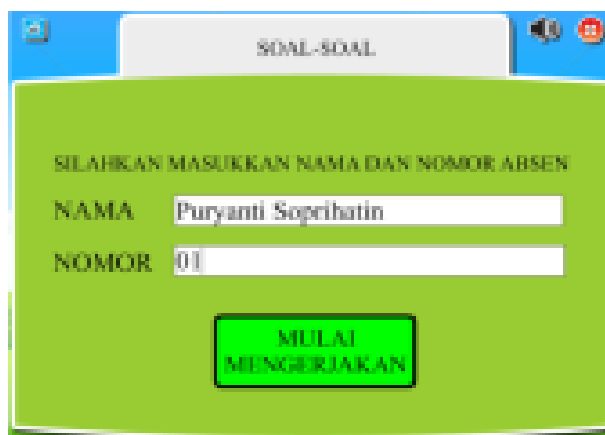 SOAL-SOAL
SILAHKAN MASUKKAN NAMA DAN NOMOR ABSEN
NAMA Puryanti Soprihatin
NOMOR 01
MULAI
MENGERJAKAN